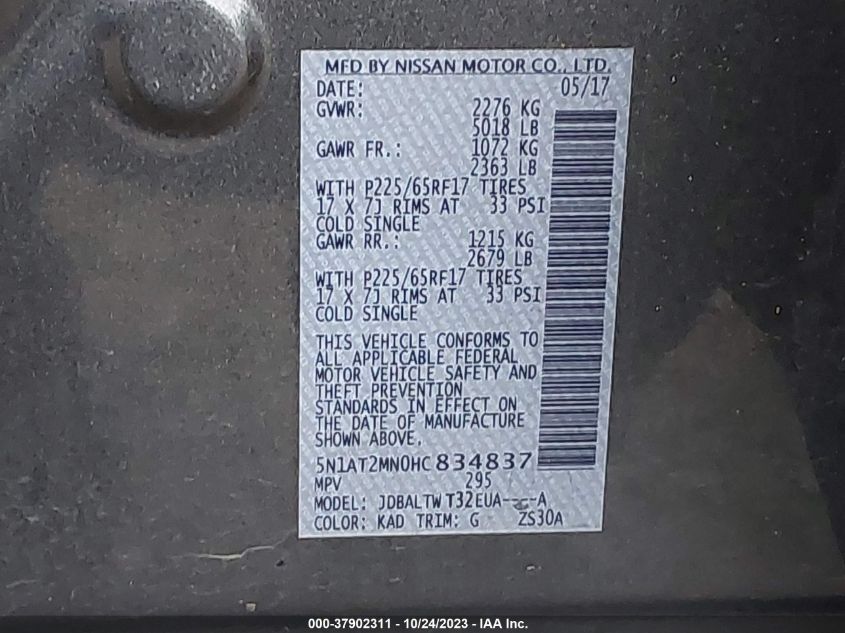 MFD BY NISSAN MOTOR CO., LTD.
DATE: 05/17
GVWR: 2276 KG
5018 LB
GAWR FR.: 1072 KG
2363 LB
WITH P225/65RF17 TIRES
17 X 7J RIMS AT 33 PSI
COLD SINGLE
GAWR RR.: 1215 KG
2679 LB
WITH P225/65RF17 TIRES
17 X 7J RIMS AT 33 PSI
COLD SINGLE
THIS VEHICLE CONFORMS TO
ALL APPLICABLE FEDERAL
MOTOR VEHICLE SAFETY AND
THEFT PREVENTION
STANDARDS IN EFFECT ON
THE DATE OF MANUFACTURE
SHOWN ABOVE.
5N1AT2MN0HC834837
MPV 295
MODEL: JDBALTW T32EUA----A
COLOR: KAD TRIM: G ZS30A
000-37902311 - 10/24/2023 - IAA Inc.